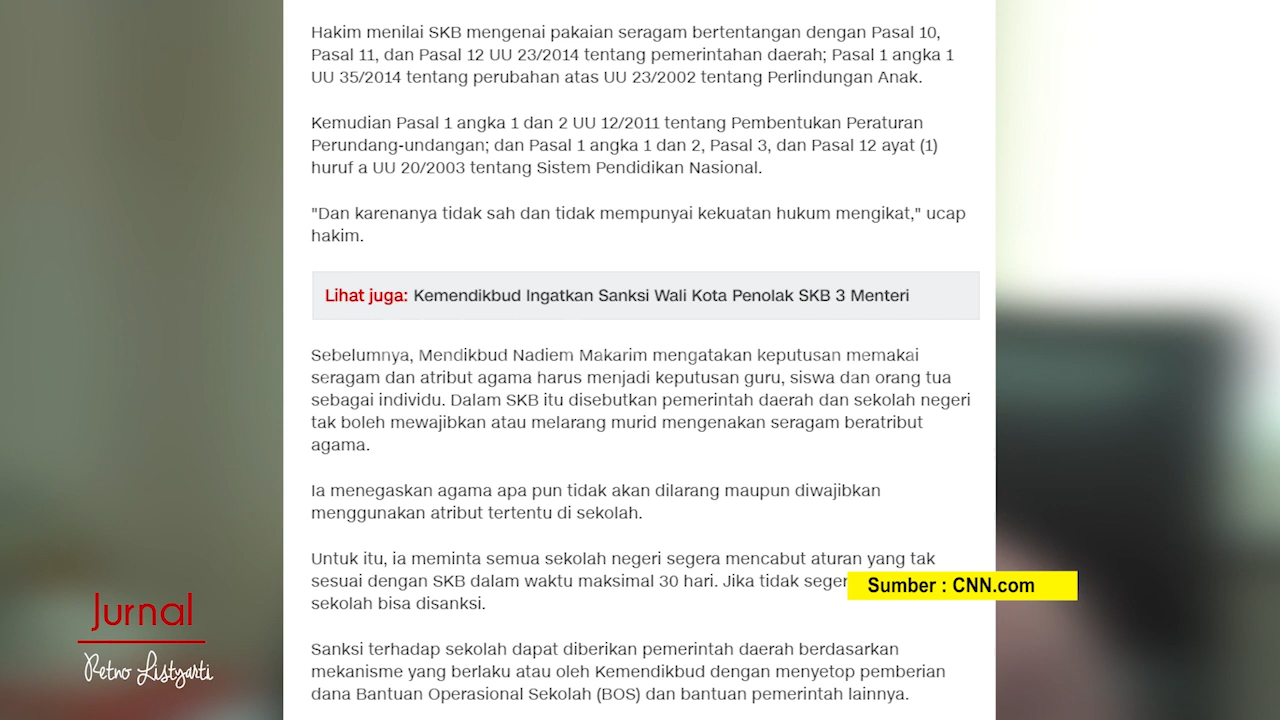 Hakim menilai SKB mengenai pakaian seragam bertentangan dengan Pasal 10,
Pasal 11, dan Pasal 12 UU 23/2014 tentang pemerintahan daerah; Pasal 1 angka 1
UU 35/2014 tentang perubahan atas UU 23/2002 tentang Perlindungan Anak.
Kemudian Pasal 1 angka 1 dan 2 UU 12/2011 tentang Pembentukan Peraturan
Perundang-undangan; dan Pasal 1 angka 1 dan 2, Pasal 3, dan Pasal 12 ayat (1)
huruf a UU 20/2003 tentang Sistem Pendidikan Nasional.
"Dan karenanya tidak sah dan tidak mempunyai kekuatan hukum mengikat," ucap
hakim.
Lihat juga: Kemendikbud Ingatkan Sanksi Wali Kota Penolak SKB 3 Menteri
Sebelumnya, Mendikbud Nadiem Makarim mengatakan keputusan memakai
seragam dan atribut agama harus menjadi keputusan guru, siswa dan orang tua
sebagai individu. Dalam SKB itu disebutkan pemerintah daerah dan sekolah negeri
tak boleh mewajibkan atau melarang murid mengenakan seragam beratribut
agama.
Ia menegaskan agama apa pun tidak akan dilarang maupun diwajibkan
menggunakan atribut tertentu di sekolah.
Untuk itu, ia meminta semua sekolah negeri segera mencabut aturan yang tak
sesuai dengan SKB dalam waktu maksimal 30 hari. Jika tidak
sekolah bisa disanksi.
Sanksi terhadap sekolah dapat diberikan pemerintah daerah berdasarkan
mekanisme yang berlaku atau oleh Kemendikbud dengan menyetop pemberian
dana Bantuan Operasional Sekolah (BOS) dan bantuan pemerintah lainnya.
Sumber : CNN.com
Jurnal
Retno Listyarti